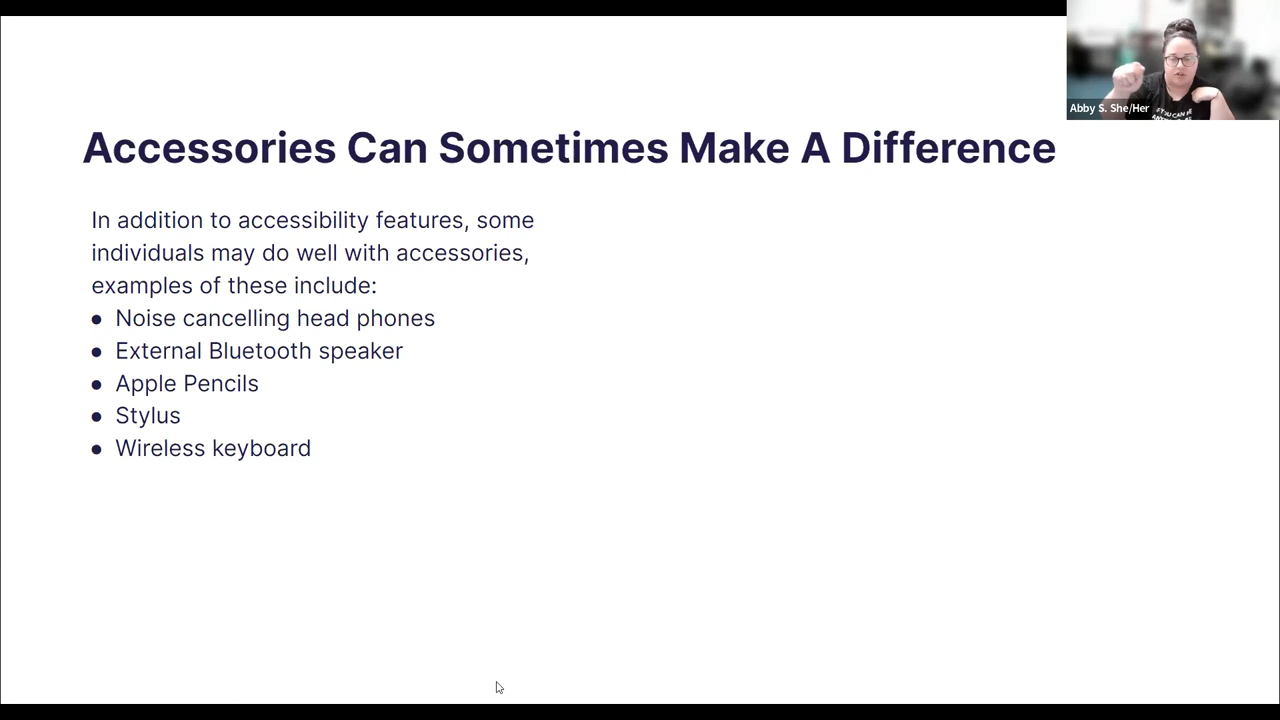 Accessories Can Sometimes Make A Difference
In addition to accessibility features, some
individuals may do well with accessories,
examples of these include:
● Noise cancelling head phones
● External Bluetooth speaker
● Apple Pencils
● Stylus
● Wireless keyboard
Abby S. She/Her